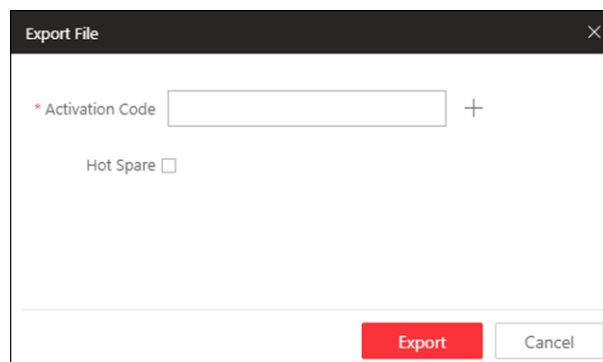 Export File
* Activation Code
Hot Spare
Export
Cancel